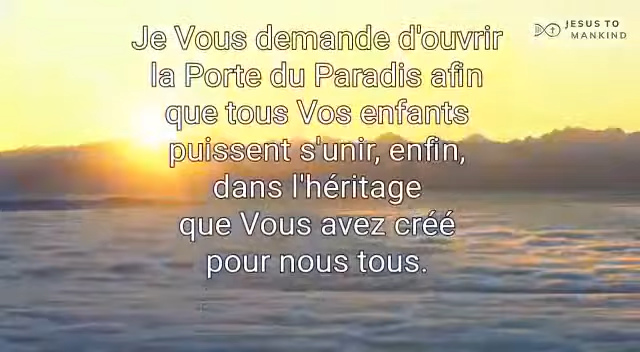 Je Vous demande d'ouvrir
la Porte du Paradis afin
que tous Vos enfants
puissent s'unir, enfin,
dans l'héritage
que Vous avez créé
pour nous tous.
JESUS TO
MANKIND